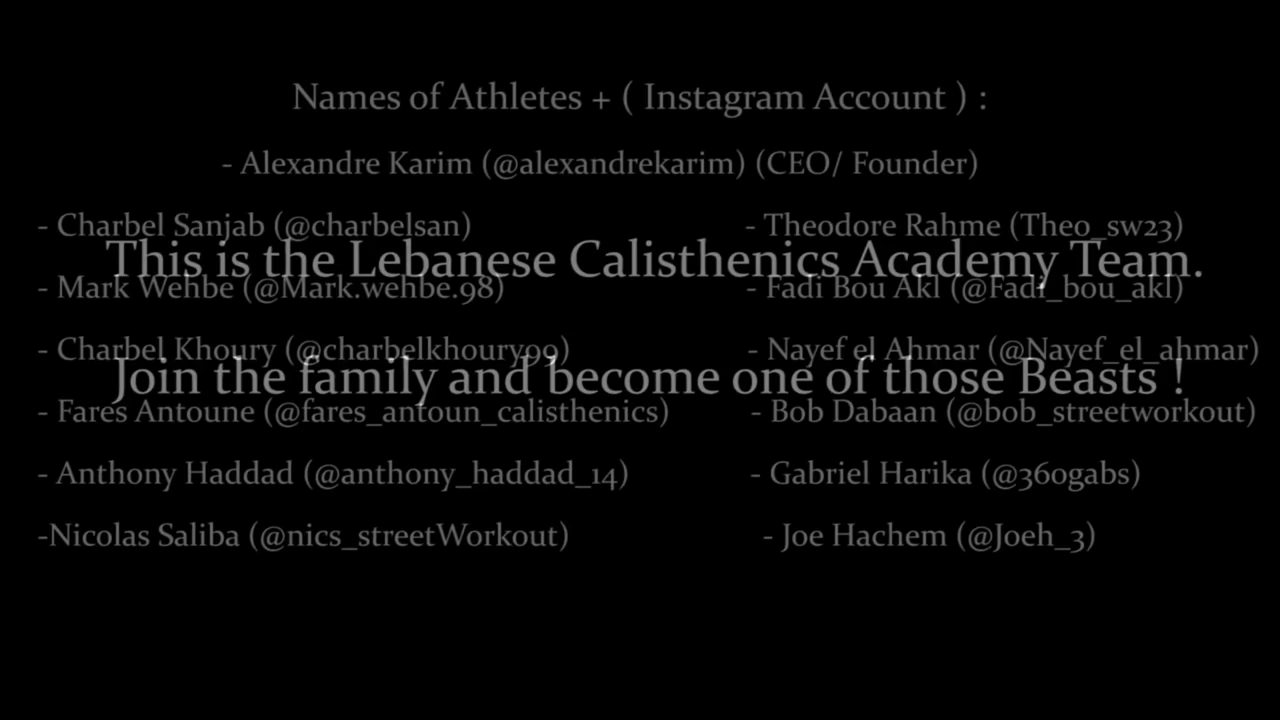 Names of Athletes + ( Instagram Account ) :
- Alexandre Karim (@alexandrekarim) (CEO/ Founder)
- Charbel Sanjab (@charbelsan)
- Theodore Rahme (Theo_sw23)
This is the Lebanese Calisthenics Academy Team.
- Mark Wehbe (@Mark.wehbe.98)
- Fadi Bou Akl (@Fadi_bou_akl)
- Charbel Khoury (@charbelkhoury99)
- Nayef el Ahmar (@Nayef_el_ahmar)
Join the family and become one of those Beasts !
- Fares Antoune (@fares_antoun_calisthenics)
- Bob Dabaan (@bob_streetworkout)
- Anthony Haddad (@anthony_haddad_14)
- Gabriel Harika (@360gabs)
-Nicolas Saliba (@nics_streetWorkout)
- Joe Hachem (@Joeh_3)